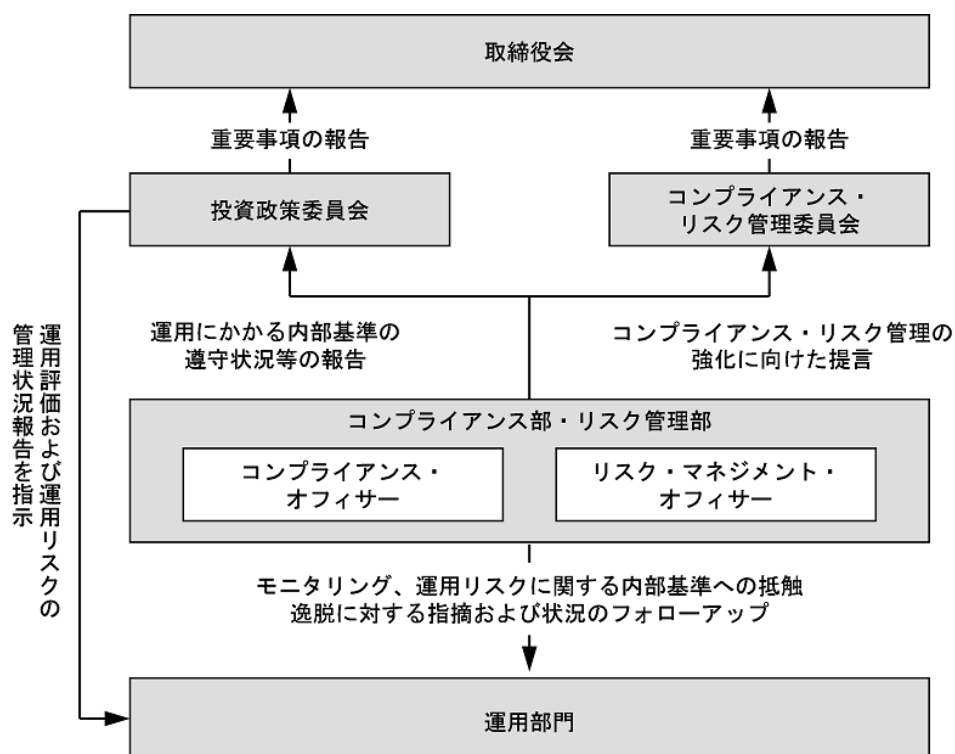 取締役会
重要事項の報告
重要事項の報告
投資政策委員会
コンプライアンス・
リスク管理委員会
運用にかかる内部基準の
遵守状況等の報告
コンプライアンス・リスク管理の
強化に向けた提言
運用評価および運用リスクの
管理状況報告を指示
コンプライアンス部・リスク管理部
コンプライアンス・
オフィサー
リスク・マネジメント・
オフィサー
モニタリング、運用リスクに関する内部基準への抵触
逸脱に対する指摘および状況のフォローアップ
運用部門